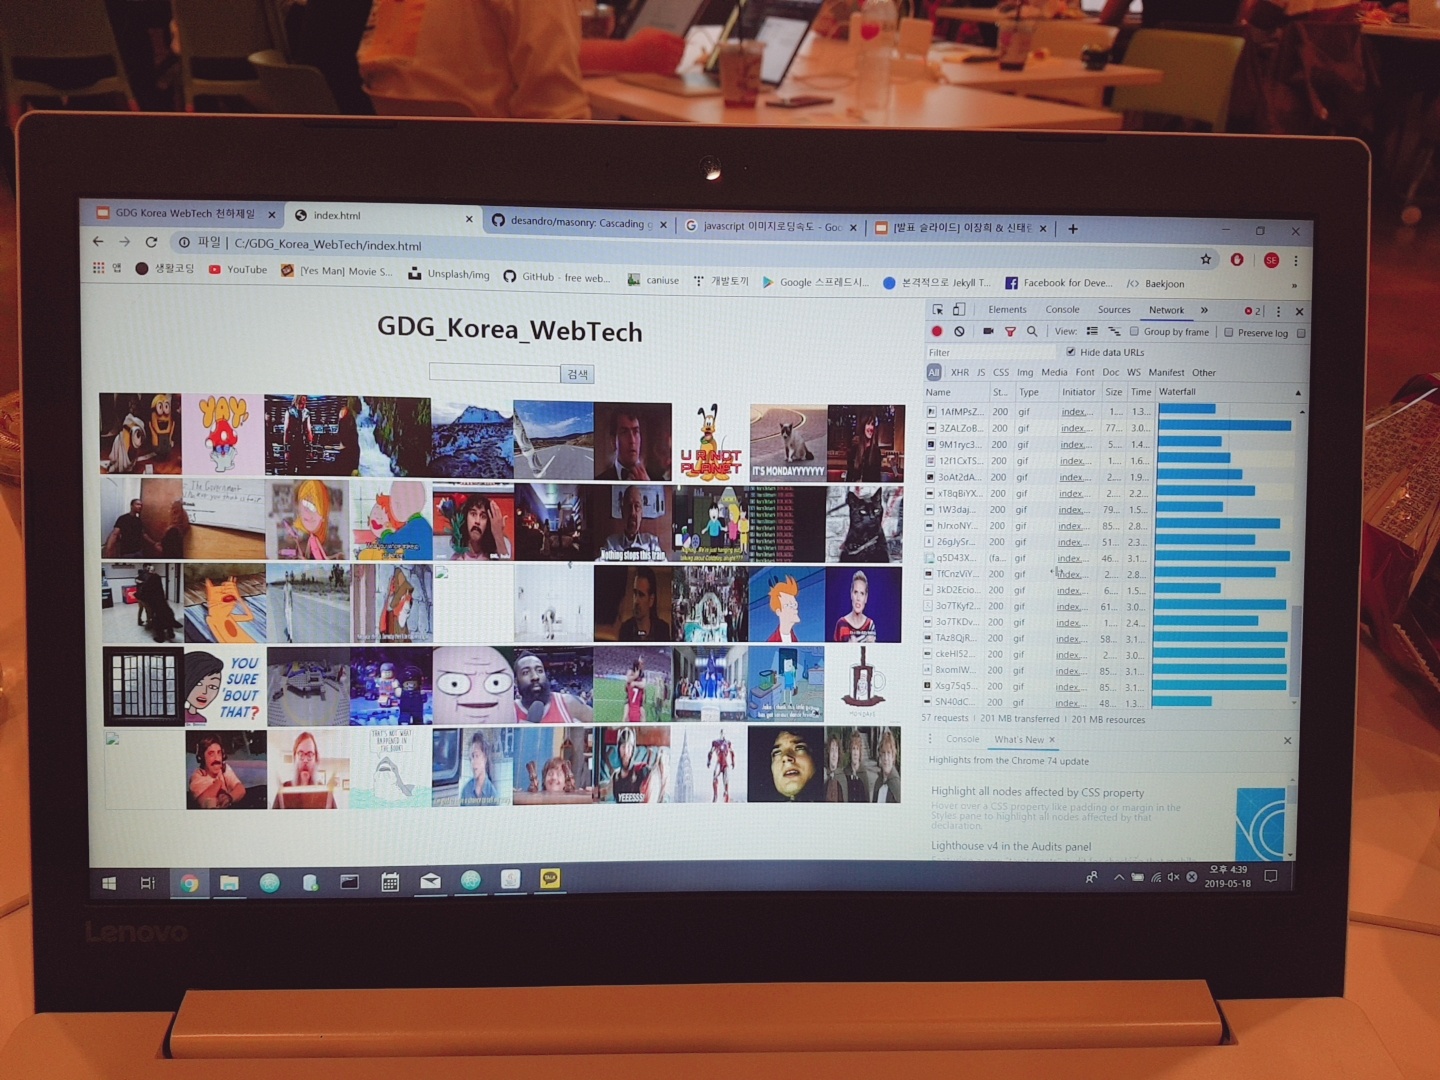 GDG Korea WebTech 천하제일
index.html
desandro/masonry: Cascading g
javascript 이미지로딩속도 - Goo
[발표 슬라이드] 이장희 & 신태
파일 | C:/GDG_Korea_WebTech/index.html
SE
앱 생활코딩 YouTube [Yes Man] Movie S... Unsplash/img GitHub - free web... caniuse 개발토끼 Google 스프레드시... 본격적으로 Jekyll T... Facebook for Deve... Baekjoon »
GDG_Korea_WebTech
검색
YAY!
U R NOT PLANET
IT'S MONDAYYYYYY
Nothing stops this train
YOU SURE 'BOUT THAT?
THAT'S NOT WHAT HAPPENED IN THE BOOK!
YEEESSS!
Elements Console Sources Network » 2
View: Group by frame Preserve log
Filter Hide data URLs
All XHR JS CSS Img Media Font Doc WS Manifest Other
Name St... Type Initiator Size Time Waterfall
1AfMPsZ... 200 gif index.... 1.... 1.3...
3ZALZoB... 200 gif index.... 77... 3.0...
9M1ryc3... 200 gif index.... 5.... 1.4...
12f1CxTS... 200 gif index.... 1.... 1.6...
3oAt2dA... 200 gif index.... 2.... 1.9...
xT8qBiYX... 200 gif index.... 2.... 2.2...
1W3daj... 200 gif index.... 79... 1.5...
hJrxoNY... 200 gif index.... 85... 2.8...
26gJySr... 200 gif index.... 51... 2.3...
q5D43X... (fa... gif index.... 46... 3.1...
TfCnzViY... 200 gif index.... 2.... 2.8...
3kD2Ecio... 200 gif index.... 6.... 1.5...
3o7TKyf2... 200 gif index.... 61... 3.0...
3o7TKDv... 200 gif index.... 1.... 2.4...
TAz8QjR... 200 gif index.... 58... 3.1...
ckeHl52... 200 gif index.... 2.... 3.0...
8xomIW... 200 gif index.... 85... 3.1...
Xsg75q5... 200 gif index.... 85... 3.1...
SN40dC... 200 gif index.... 48... 1.3...
57 requests | 201 MB transferred | 201 MB resources
Console What's New
Highlights from the Chrome 74 update
Highlight all nodes affected by CSS property
Hover over a CSS property like padding or margin in the
Styles pane to highlight all nodes affected by that
declaration.
Lighthouse v4 in the Audits panel
TALK
오후 4:39
2019-05-18
Lenovo